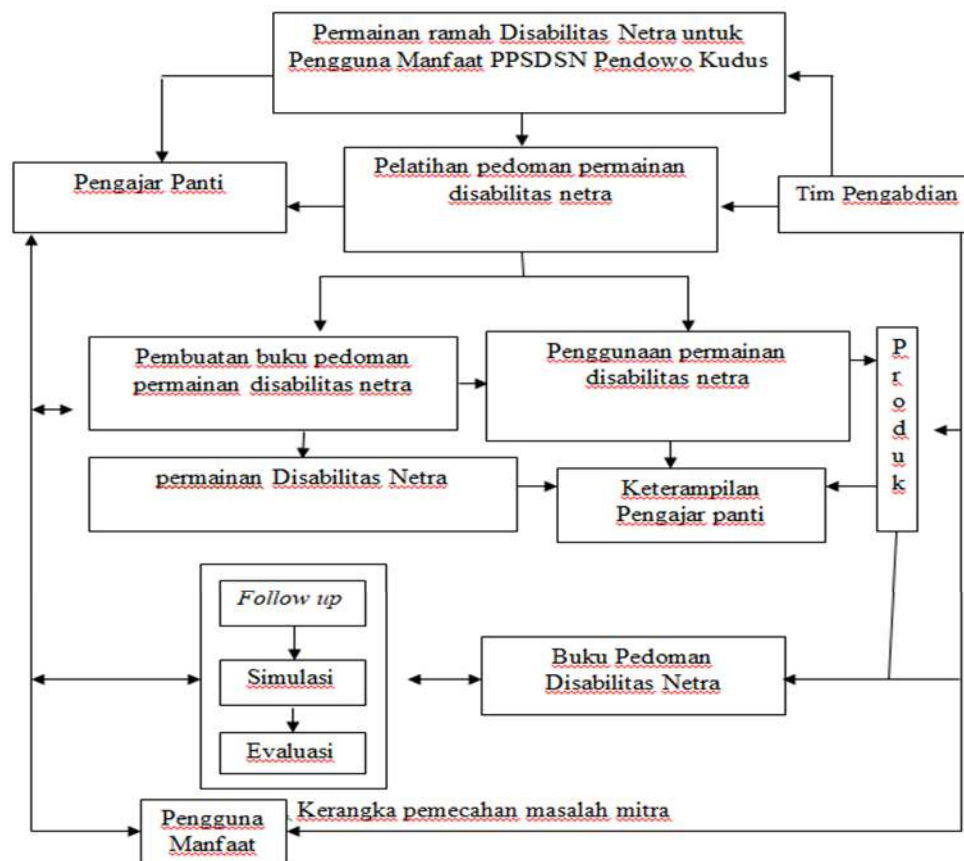 Permainan ramah Disabilitas Netra untuk
Pengguna Manfaat PPSDSN Pendowo Kudus
Pengajar Panti
Pelatihan pedoman permainan
disabilitas netra
Tim Pengabdian
Pembuatan buku pedoman
permainan disabilitas netra
Penggunaan permainan
disabilitas netra
P
r
o
d
u
k
permainan Disabilitas Netra
Keterampilan
Pengajar panti
Follow up
Simulasi
Evaluasi
Buku Pedoman
Disabilitas Netra
Kerangka pemecahan masalah mitra
Pengguna
Manfaat